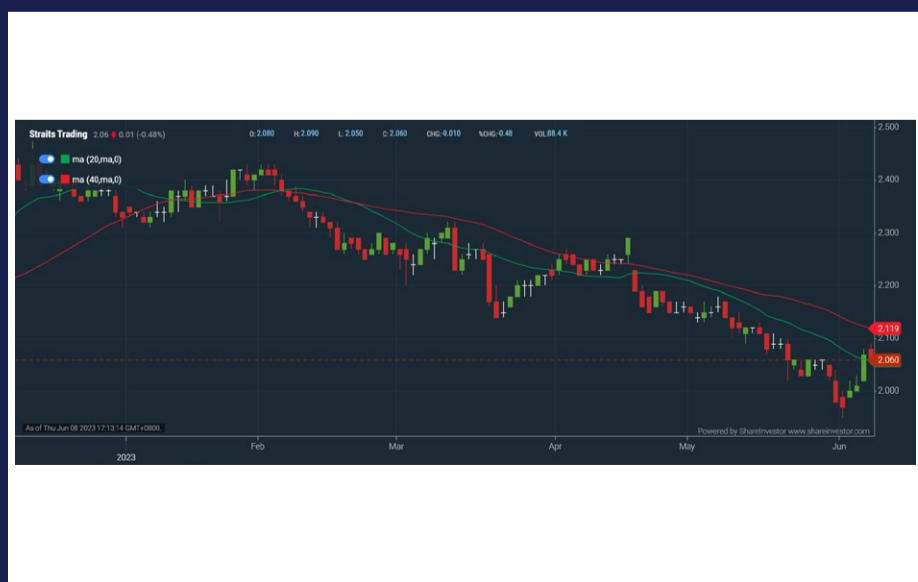 Straits Trading 2.06 0.01 (-0.48%) O: 2.080 H: 2.090 L: 2.050 C: 2.060 CHG:-0.010 %CHG:-0.48 VOL:88.4 K
ma (20,ma,0)
ma (40,ma,0)
2.500
2.400
2.300
2.200
2.119
2.100
2.060
2.000
As of Thu Jun 08 2023 17:13:14 GMT+0800.
Powered by ShareInvestor www.shareinvestor.com
Feb Mar Apr May Jun
2023